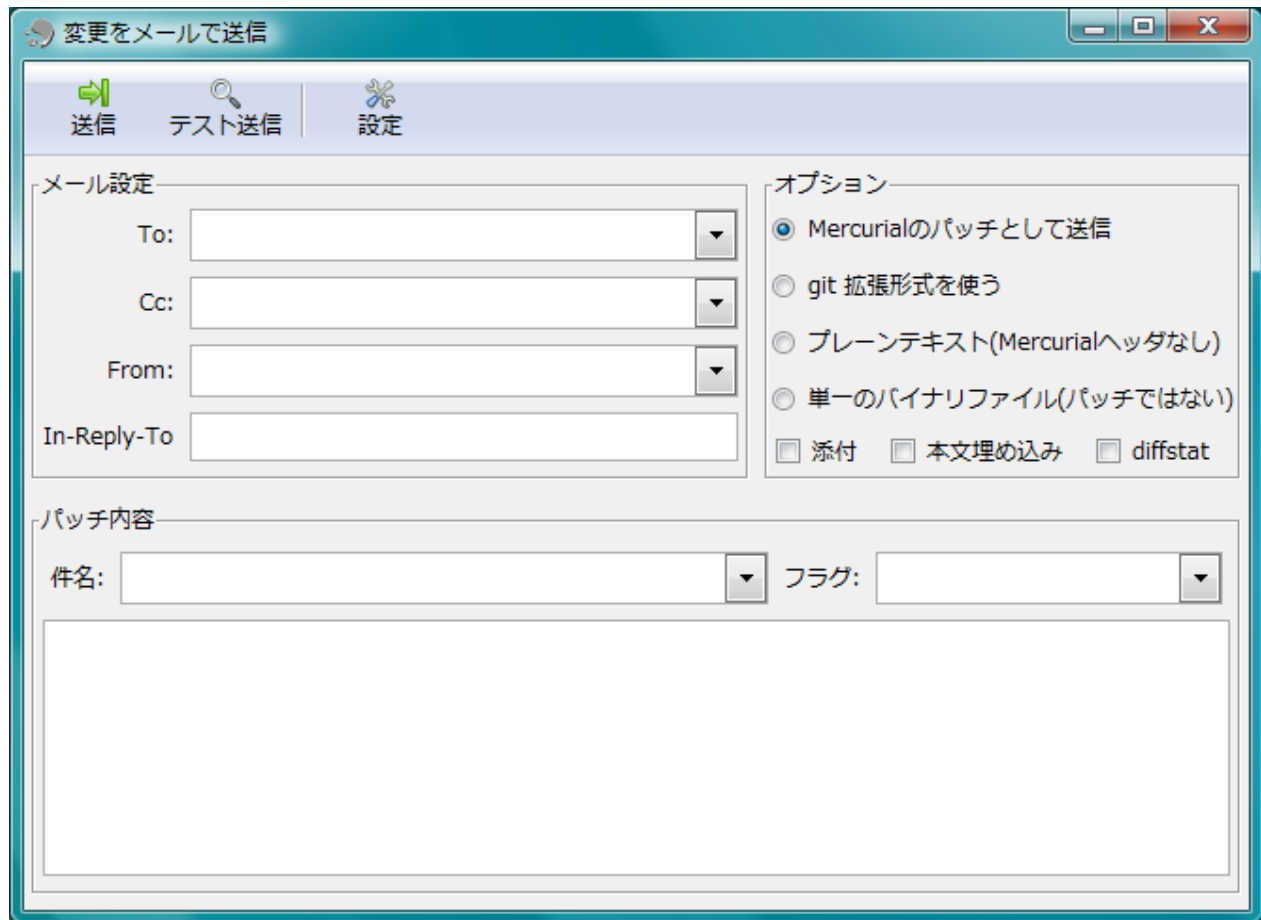 変更をメールで送信
送信 テスト送信 設定
メール設定
To:
Cc:
From:
In-Reply-To
オプション
Mercurialのパッチとして送信
git 拡張形式を使う
プレーンテキスト(Mercurialヘッダなし)
単一のバイナリファイル(パッチではない)
添付 本文埋め込み diffstat
パッチ内容
件名: フラグ: